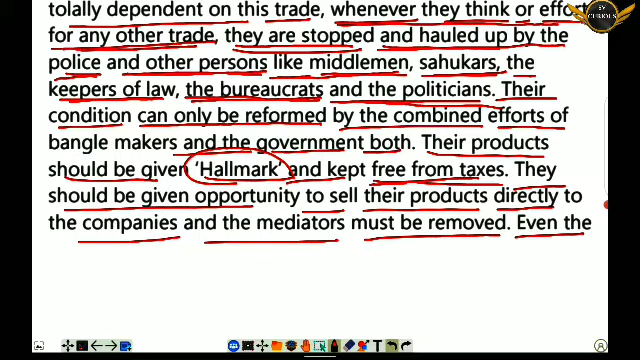 tolally dependent on this trade, whenever they think or effort
for any other trade, they are stopped and hauled up by the
police and other persons like middlemen, sahukars, the
keepers of law, the bureaucrats and the politicians. Their
condition can only be reformed by the combined efforts of
bangle makers and the government both. Their products
should be given 'Hallmark' and kept free from taxes. They
should be given opportunity to sell their products directly to
the companies and the mediators must be removed. Even the
BY
CURIOUS